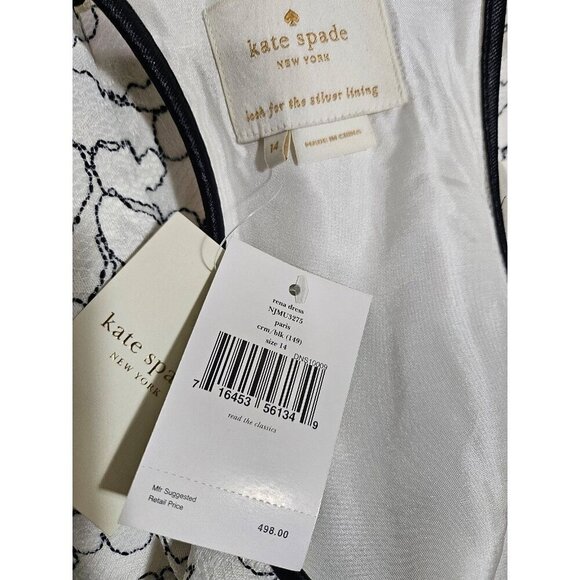 kate spade
NEW YORK
look for the silver lining
14
MADE IN CHINA
kate spa
NEW YORK
rena dress
NJMU3275
paris
crm/blk (149)
size 14
DNS10009
7 16453 56134 9
read the classics
Mfr Suggested
Retail Price
498.00